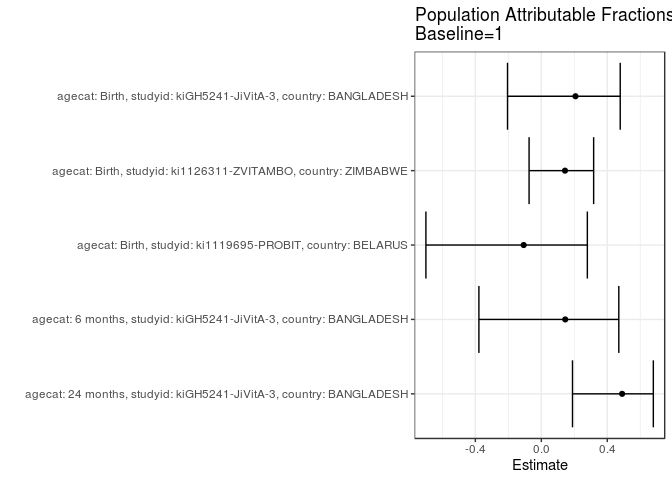 Population Attributable Fractions
Baseline=1
agecat: Birth, studyid: kiGH5241-JiVitA-3, country: BANGLADESH
agecat: Birth, studyid: ki1126311-ZVITAMBO, country: ZIMBABWE
agecat: Birth, studyid: ki1119695-PROBIT, country: BELARUS
agecat: 6 months, studyid: kiGH5241-JiVitA-3, country: BANGLADESH
agecat: 24 months, studyid: kiGH5241-JiVitA-3, country: BANGLADESH
-0.4 0.0 0.4
Estimate